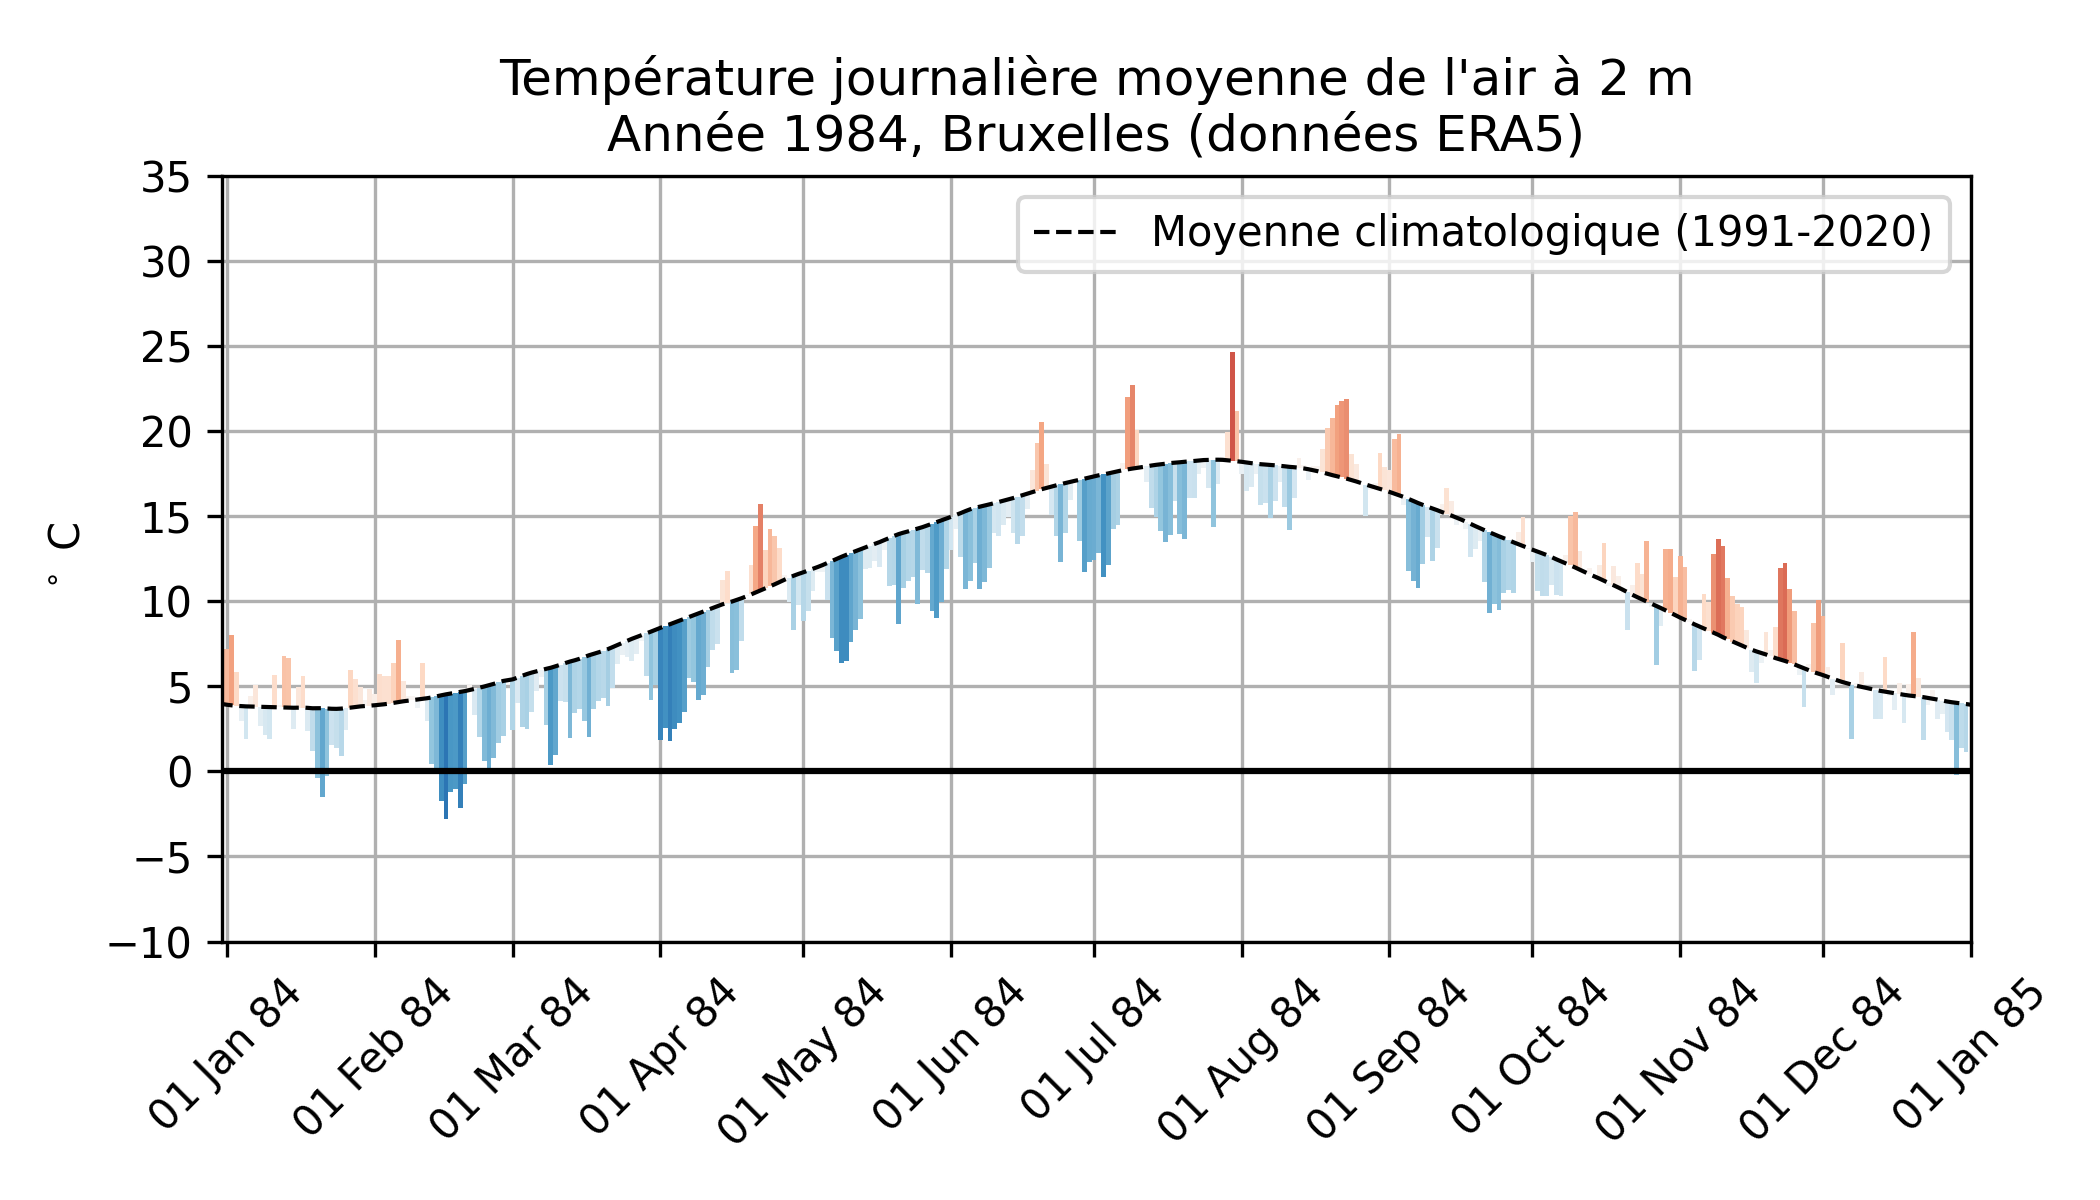 Température journalière moyenne de l'air à 2 m
Année 1984, Bruxelles (données ERA5)
Moyenne climatologique (1991-2020)
° C
35
30
25
20
15
10
5
0
−5
−10
01 Jan 84
01 Feb 84
01 Mar 84
01 Apr 84
01 May 84
01 Jun 84
01 Jul 84
01 Aug 84
01 Sep 84
01 Oct 84
01 Nov 84
01 Dec 84
01 Jan 85